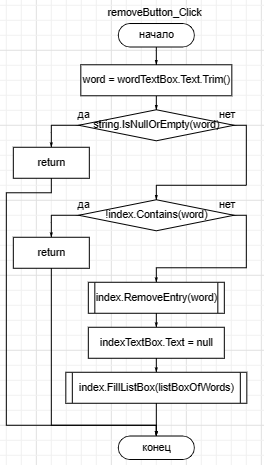 removeButton_Click
начало
word = wordTextBox.Text.Trim()
да
нет
string.IsNullOrEmpty(word)
return
да
нет
!index.Contains(word)
return
index.RemoveEntry(word)
indexTextBox.Text = null
index.FillListBox(listBoxOfWords)
конец